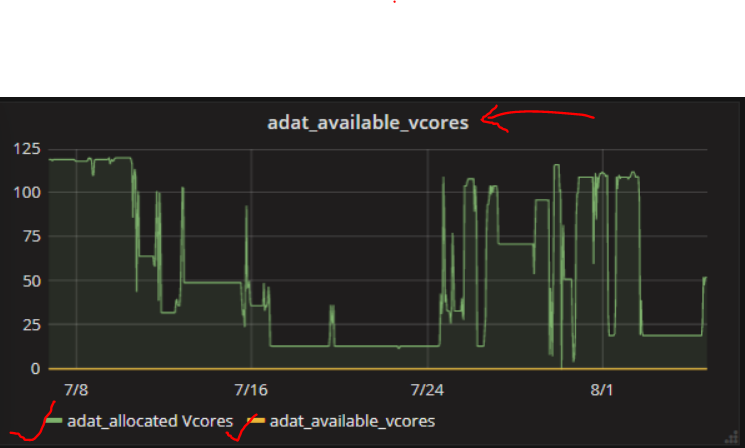 adat_available_vcores
125
100
75
50
25
0
7/8 7/16 7/24 8/1
adat_allocated Vcores adat_available_vcores